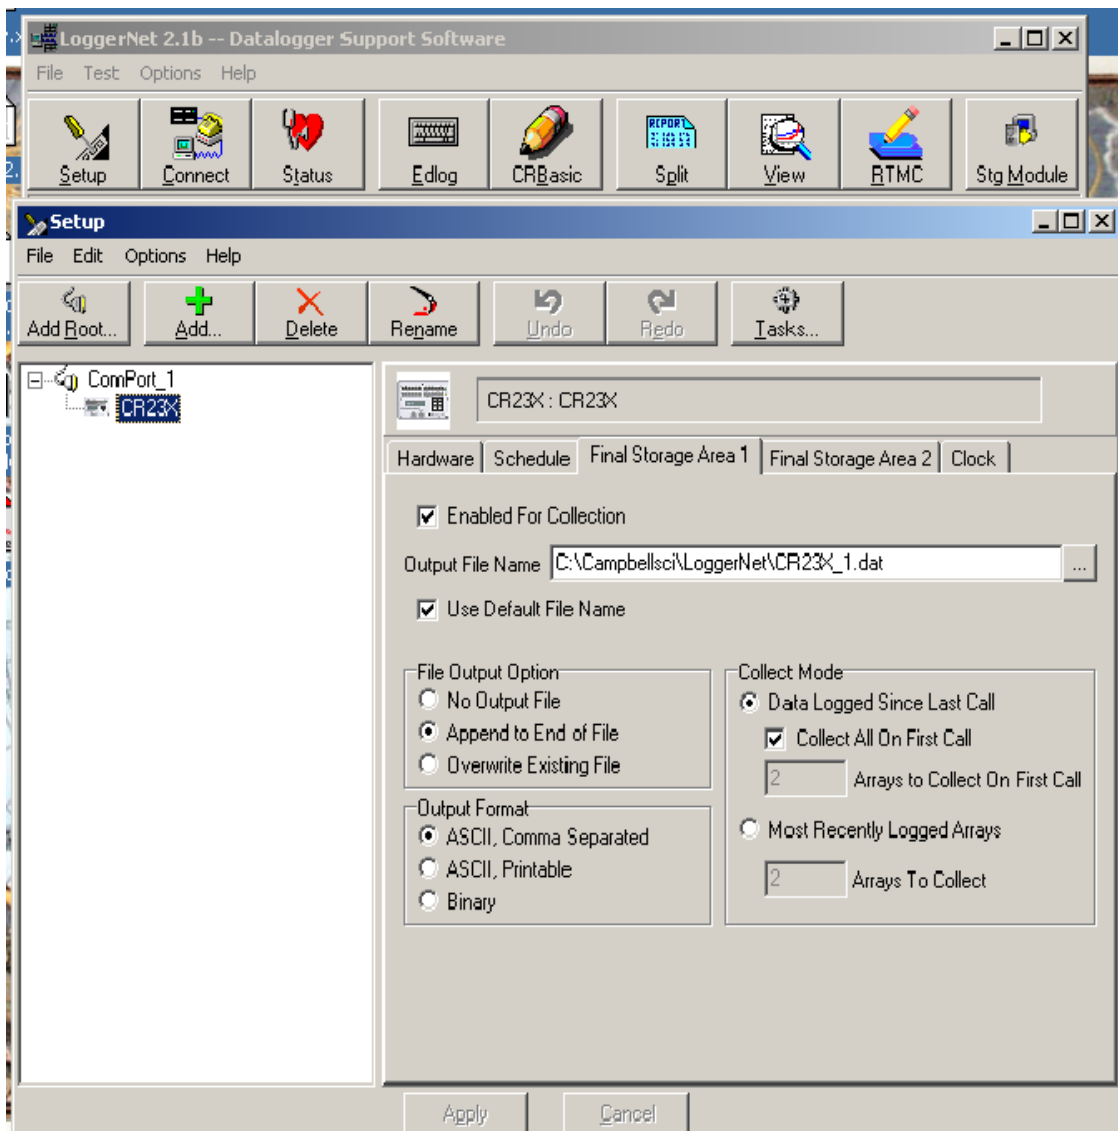 LoggerNet 2.1b -- Datalogger Support Software
File Test Options Help
Setup Connect Status Edlog CRBasic Split View RTMC Stg Module
Setup
File Edit Options Help
Add Root... Add... Delete Rename Undo Redo Tasks...
ComPort_1
CR23X
CR23X : CR23X
Hardware Schedule Final Storage Area 1 Final Storage Area 2 Clock
Enabled For Collection
Output File Name C:\Campbellsci\LoggerNet\CR23X_1.dat ...
Use Default File Name
File Output Option
No Output File
Append to End of File
Overwrite Existing File
Output Format
ASCII, Comma Separated
ASCII, Printable
Binary
Collect Mode
Data Logged Since Last Call
Collect All On First Call
2 Arrays to Collect On First Call
Most Recently Logged Arrays
2 Arrays To Collect
Apply Cancel